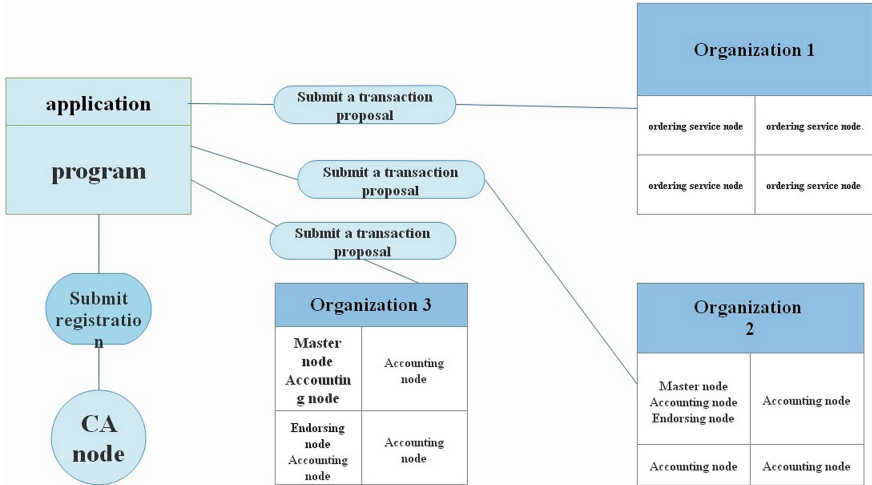 Organization 1
application
Submit a transaction
proposal
ordering service node
ordering service node
program
Submit a transaction
proposal
ordering service node
ordering service node
Submit a transaction
proposal
Submit
registratio
n
Organization 3
Organization
2
Master
node
Accountin
g node
Accounting
node
Master node
Accounting node
Endorsing node
Accounting node
CA
node
Endorsing
node
Accounting
node
Accounting
node
Accounting node
Accounting node